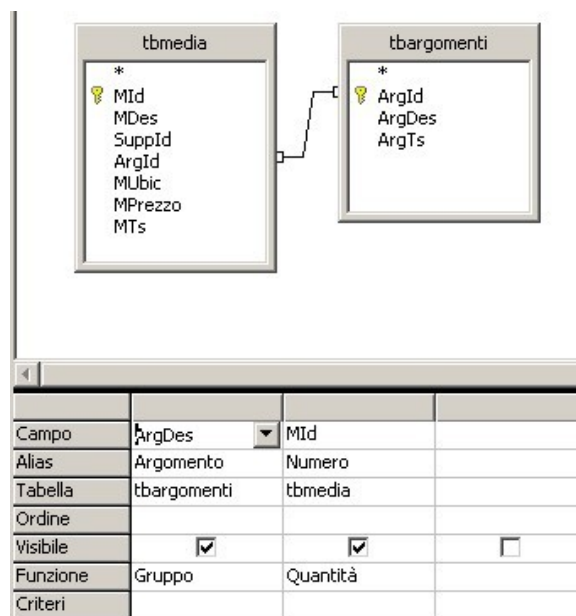 tbmedia
*
MId
MDes
SuppId
ArgId
MUbic
MPrezzo
MTs
tbargomenti
*
ArgId
ArgDes
ArgTs
Campo ArgDes MId
Alias Argomento Numero
Tabella tbargomenti tbmedia
Ordine
Visibile
Funzione Gruppo Quantità
Criteri